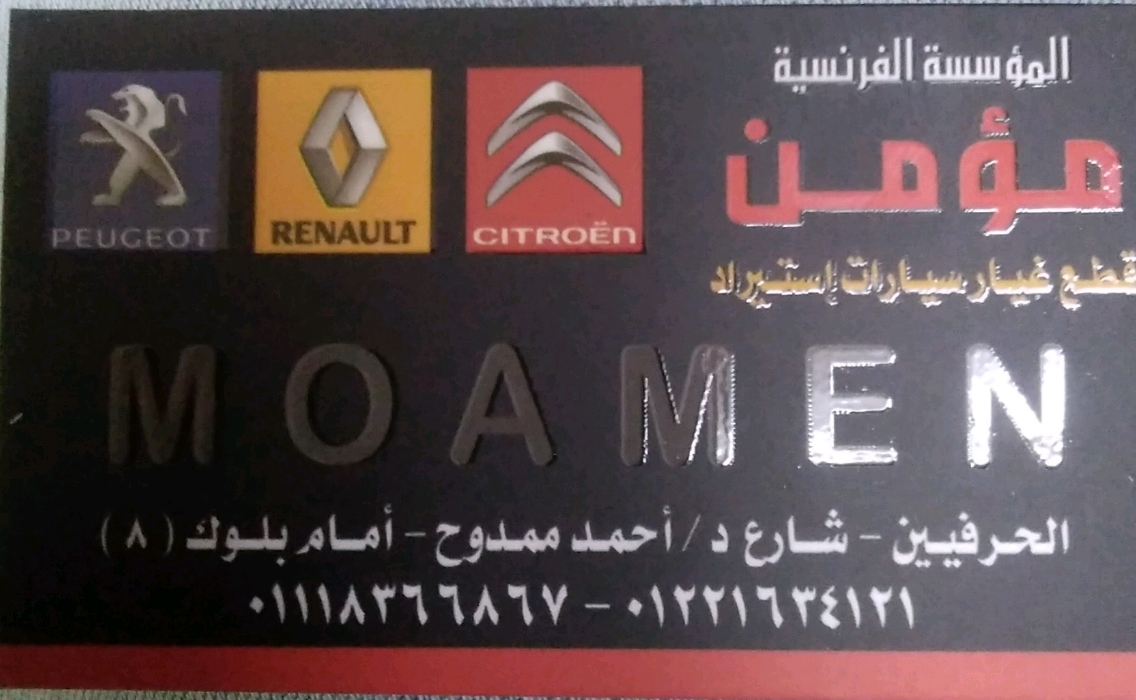 المؤسسة الفرنسية
مؤمن
قطع غيار سيارات إستيراد
PEUGEOT
RENAULT
CITROËN
MOAMEN
الحرفيين - شارع د / أحمد ممدوح - أمام بلوك ( ٨ )
٠١١١٨٣٦٦٨٦٧ - ٠١٢٢١٦٣٤١٢١